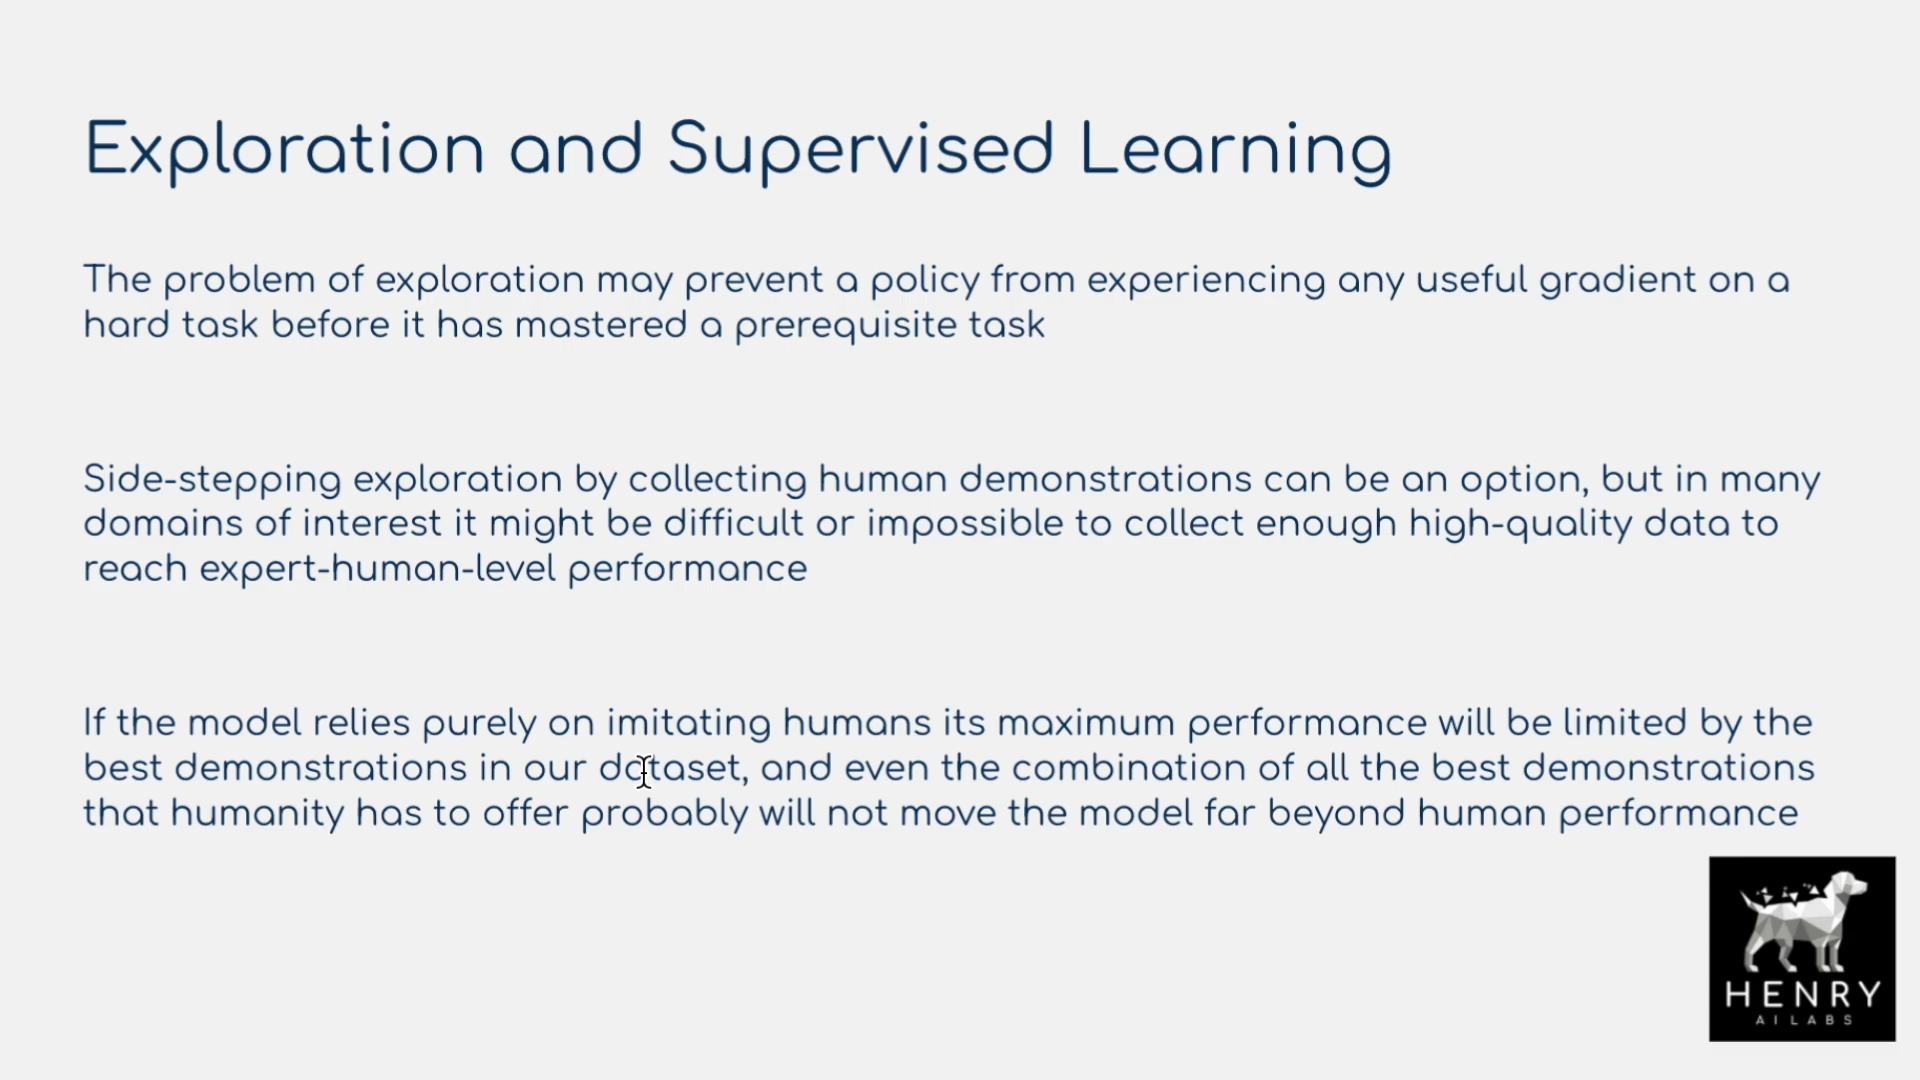 Exploration and Supervised Learning
The problem of exploration may prevent a policy from experiencing any useful gradient on a
hard task before it has mastered a prerequisite task
Side-stepping exploration by collecting human demonstrations can be an option, but in many
domains of interest it might be difficult or impossible to collect enough high-quality data to
reach expert-human-level performance
If the model relies purely on imitating humans its maximum performance will be limited by the
best demonstrations in our dataset, and even the combination of all the best demonstrations
that humanity has to offer probably will not move the model far beyond human performance
HENRY
AI LABS